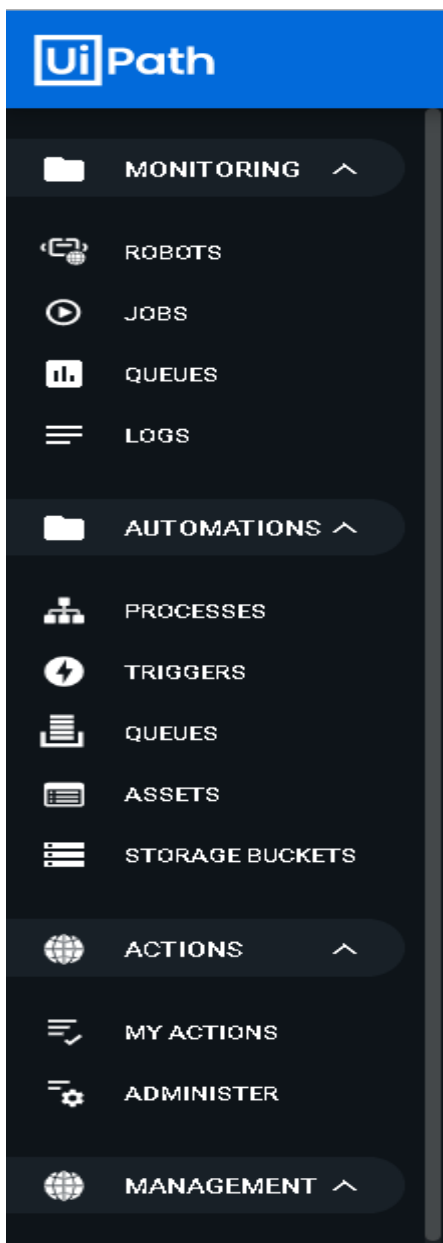 UiPath
MONITORING
ROBOTS
JOBS
QUEUES
LOGS
AUTOMATIONS
PROCESSES
TRIGGERS
QUEUES
ASSETS
STORAGE BUCKETS
ACTIONS
MY ACTIONS
ADMINISTER
MANAGEMENT